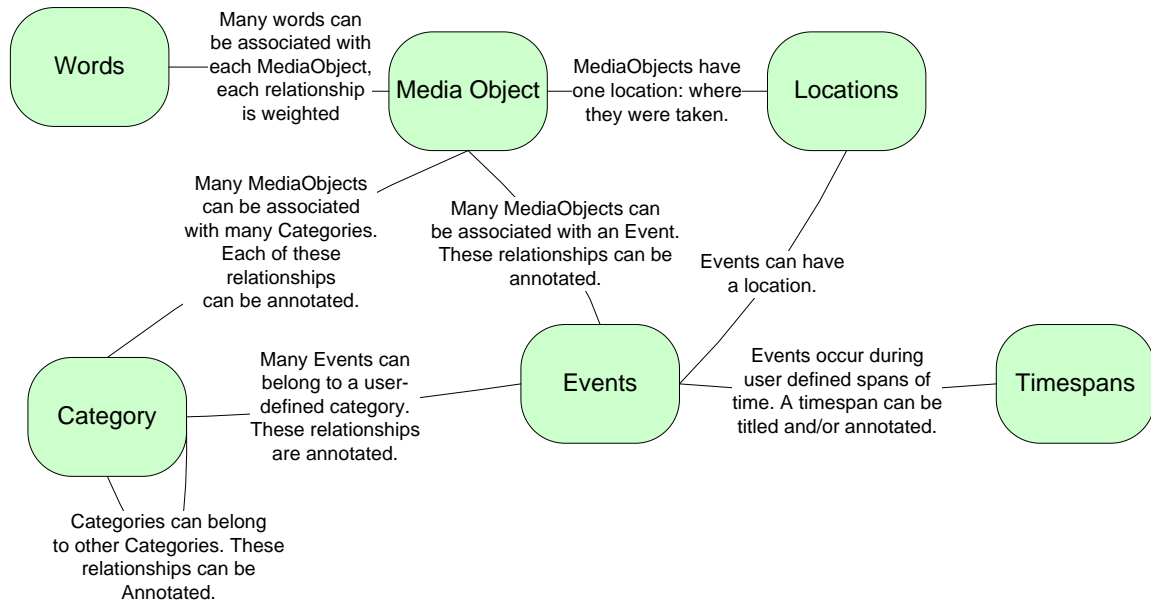 Words
Many words can
be associated with
each MediaObject,
each relationship
is weighted
Media Object
MediaObjects have
one location: where
they were taken.
Locations
Many MediaObjects
can be associated
with many Categories.
Each of these
relationships
can be annotated.
Many MediaObjects can
be associated with an Event.
These relationships can be
annotated.
Events can have
a location.
Category
Many Events can
belong to a user-
defined category.
These relationships
are annotated.
Events
Events occur during
user defined spans of
time. A timespan can be
titled and/or annotated.
Timespans
Categories can belong
to other Categories. These
relationships can be
Annotated.